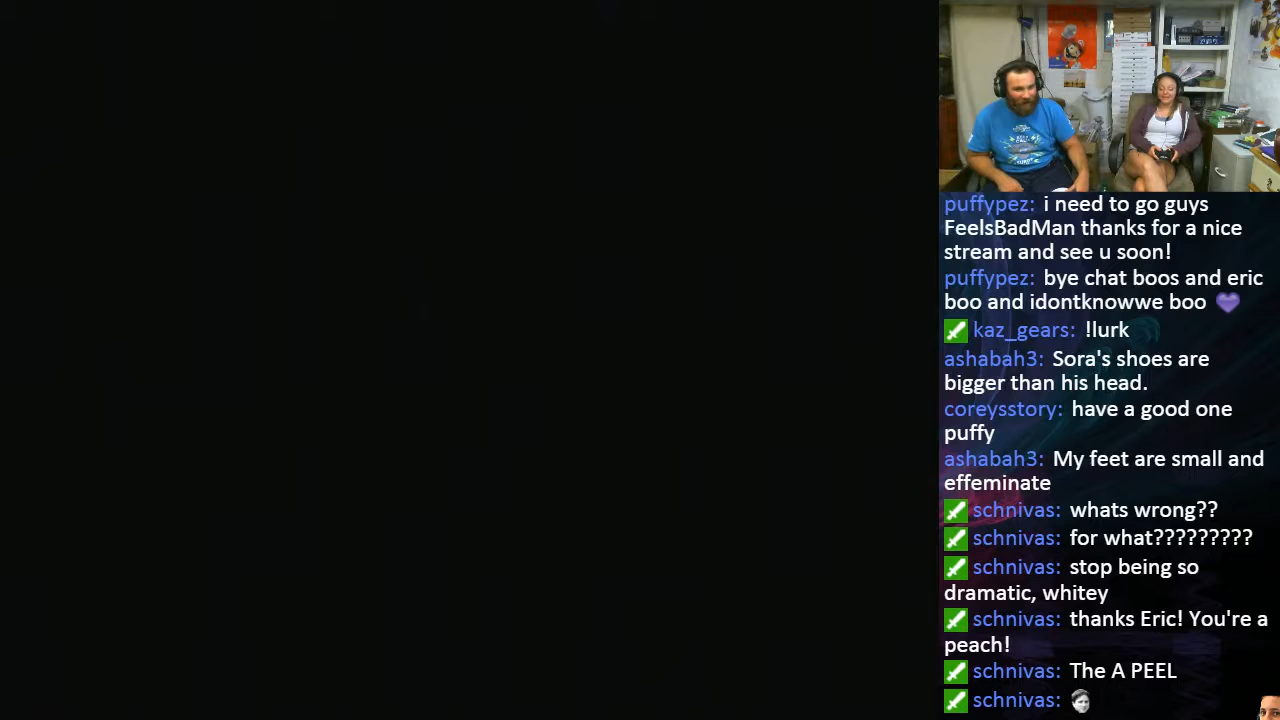 puffypez: i need to go guys
FeelsBadMan thanks for a nice
stream and see u soon!
puffypez: bye chat boos and eric
boo and idontknowwe boo
kaz_gears: !lurk
ashabah3: Sora's shoes are
bigger than his head.
coreysstory: have a good one
puffy
ashabah3: My feet are small and
effeminate
schnivas: whats wrong??
schnivas: for what?????????
schnivas: stop being so
dramatic, whitey
schnivas: thanks Eric! You're a
peach!
schnivas: The A PEEL
schnivas: